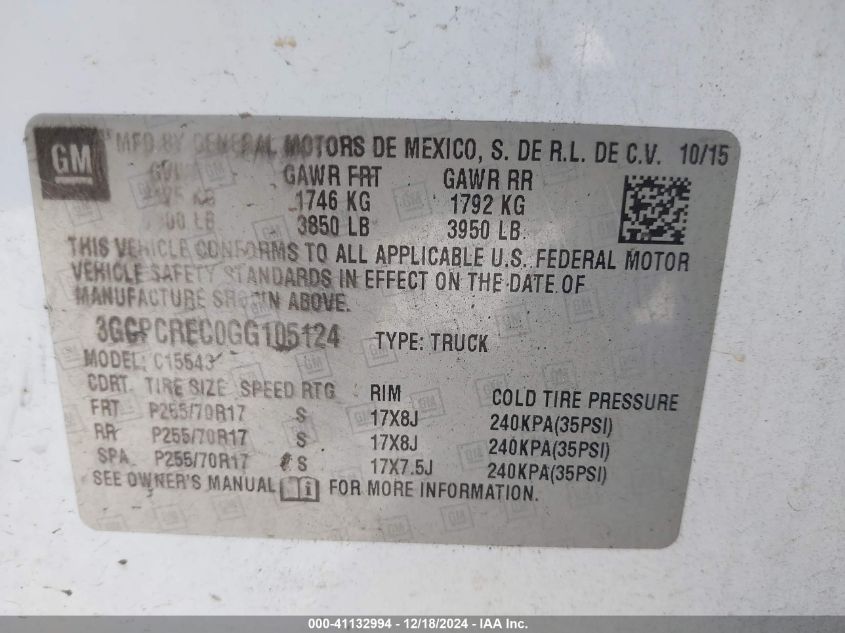 GM
MFD BY GENERAL MOTORS DE MEXICO, S. DE R.L. DE C.V. 10/15
GAWR FRT GAWR RR
KG 1746 KG 1792 KG
LB 3850 LB 3950 LB
THIS VEHICLE CONFORMS TO ALL APPLICABLE U.S. FEDERAL MOTOR
VEHICLE SAFETY STANDARDS IN EFFECT ON THE DATE OF
MANUFACTURE SHOWN ABOVE.
3GCPCREC0GG105124 TYPE: TRUCK
MODEL: C15543
CDRT. TIRE SIZE SPEED RTG RIM COLD TIRE PRESSURE
FRT P255/70R17 S 17X8J 240KPA(35PSI)
RR P255/70R17 S 17X8J 240KPA(35PSI)
SPA P255/70R17 S 17X7.5J 240KPA(35PSI)
SEE OWNER'S MANUAL FOR MORE INFORMATION.
000-41132994 - 12/18/2024 - IAA Inc.